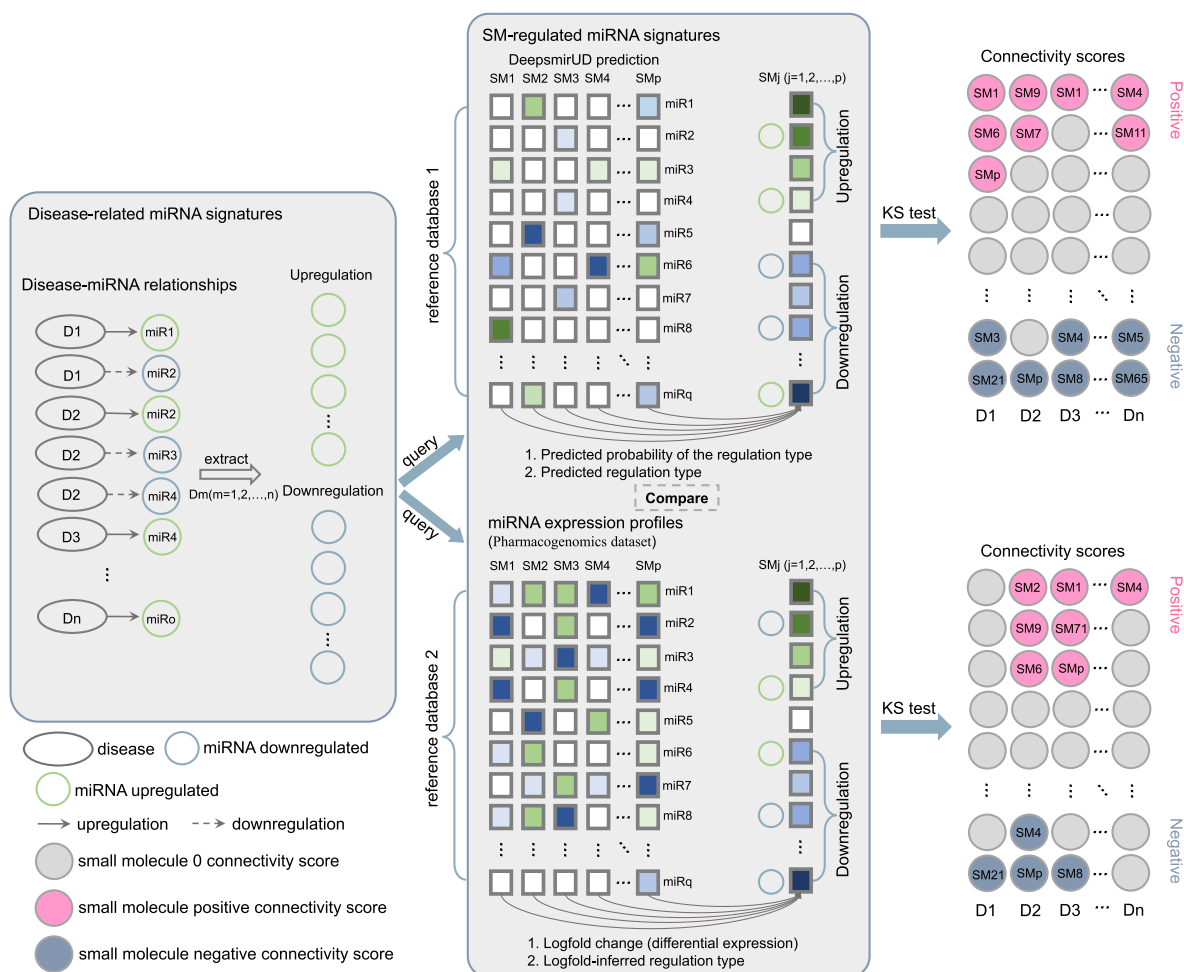 Disease-related miRNA signatures
Disease-miRNA relationships
D1 miR1
D1 miR2
D2 miR2
D2 miR3
D2 miR4
D3 miR4
...
Dn miRo
extract
Dm(m=1,2,...,n)
Upregulation
...
Downregulation
...
disease
miRNA downregulated
miRNA upregulated
upregulation
downregulation
small molecule 0 connectivity score
small molecule positive connectivity score
small molecule negative connectivity score
query
query
SM-regulated miRNA signatures
DeepsmirUD prediction
SM1 SM2 SM3 SM4 SMp
SMj (j=1,2,...,p)
reference database 1
... miR1
... miR2
... miR3
... miR4
... miR5
... miR6
... miR7
... miR8
... miRq
Upregulation
Downregulation
1. Predicted probability of the regulation type
2. Predicted regulation type
Compare
miRNA expression profiles
(Pharmacogenomics dataset)
SM1 SM2 SM3 SM4 SMp
SMj (j=1,2,...,p)
reference database 2
... miR1
... miR2
... miR3
... miR4
... miR5
... miR6
... miR7
... miR8
... miRq
Upregulation
Downregulation
1. Logfold change (differential expression)
2. Logfold-inferred regulation type
KS test
Connectivity scores
SM1 SM9 SM1 ... SM4
SM6 SM7 ... SM11
SMp ...
...
...
SM3 SM4 ... SM5
SM21 SMp SM8 ... SM65
D1 D2 D3 ... Dn
Positive
Negative
KS test
Connectivity scores
SM2 SM1 ... SM4
SM9 SM71 ...
SM6 SMp ...
...
...
SM4 ...
SM21 SMp SM8 ...
D1 D2 D3 ... Dn
Positive
Negative